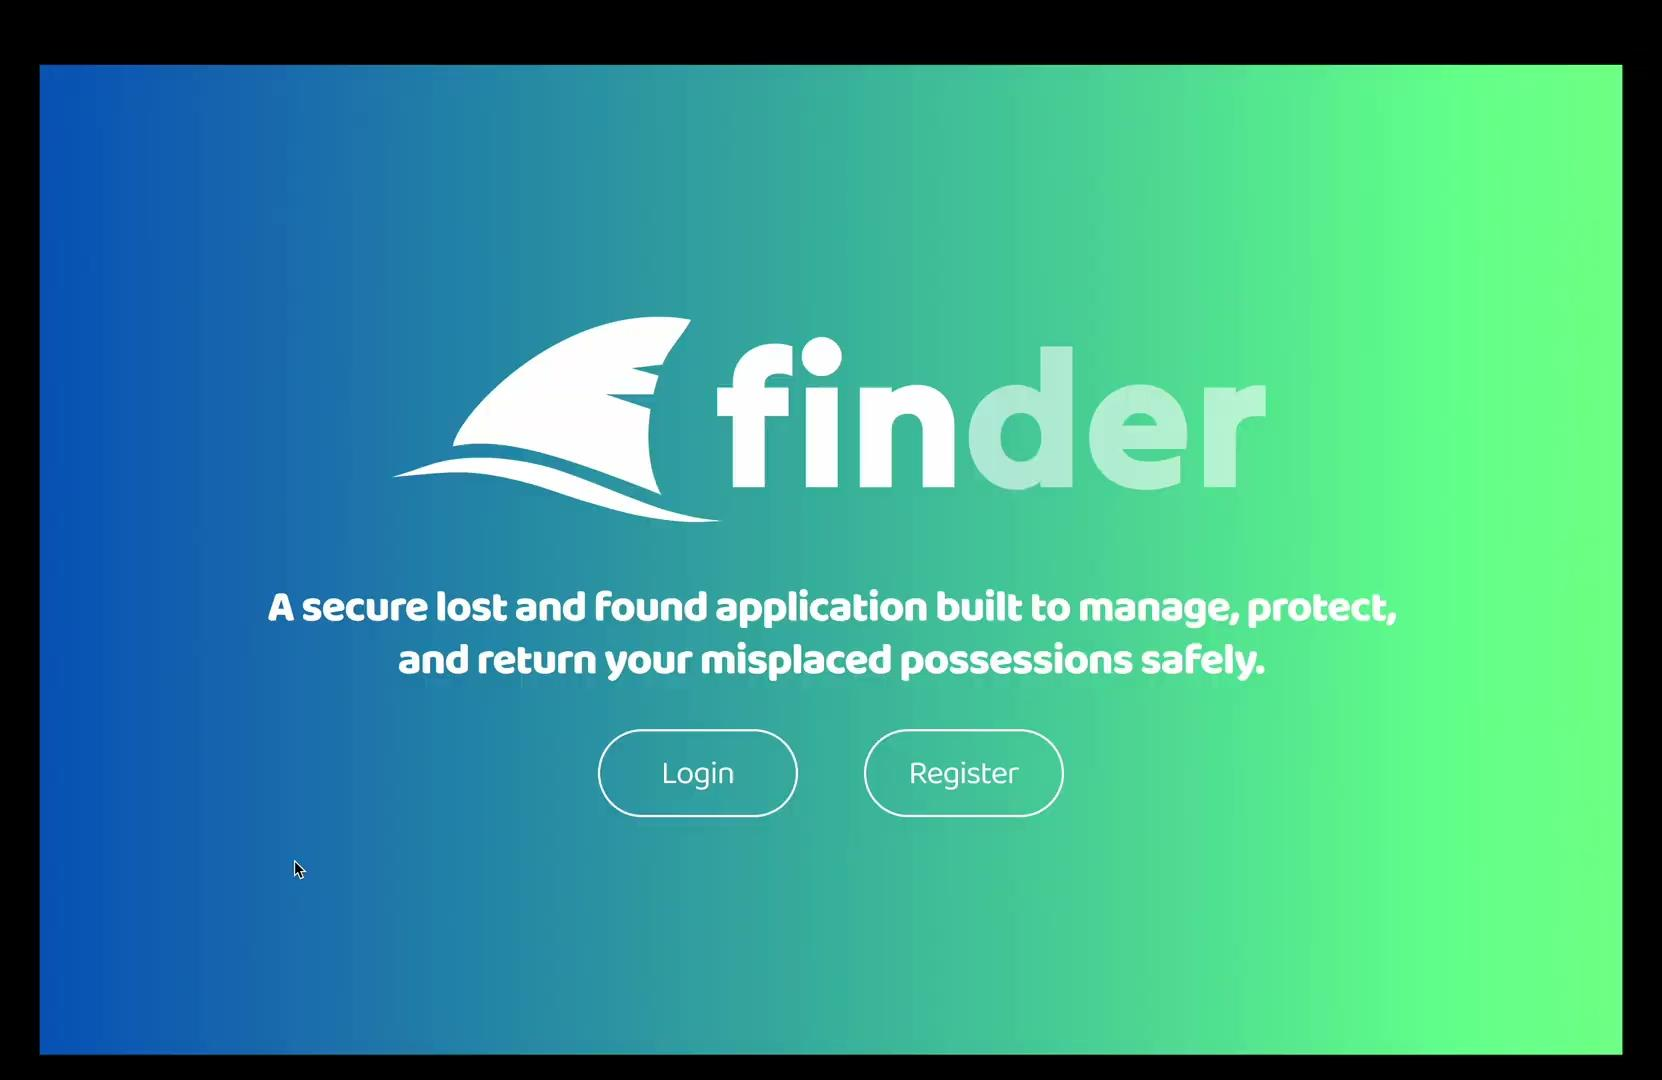 finder
A secure lost and found application built to manage, protect,
and return your misplaced possessions safely.
Login
Register